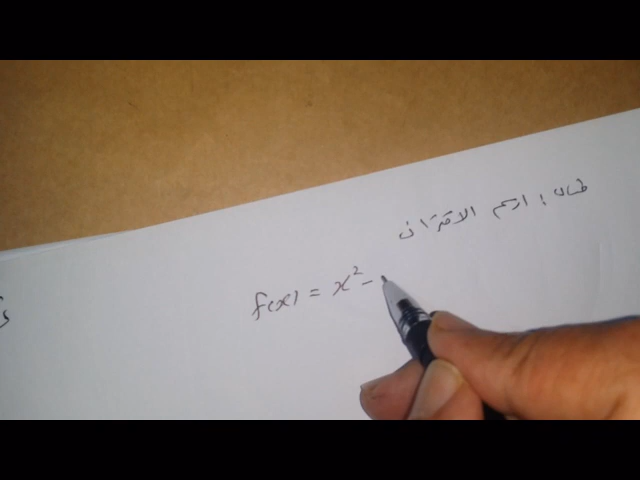 مثال : ارسم الاقتران
f(x) = x² -